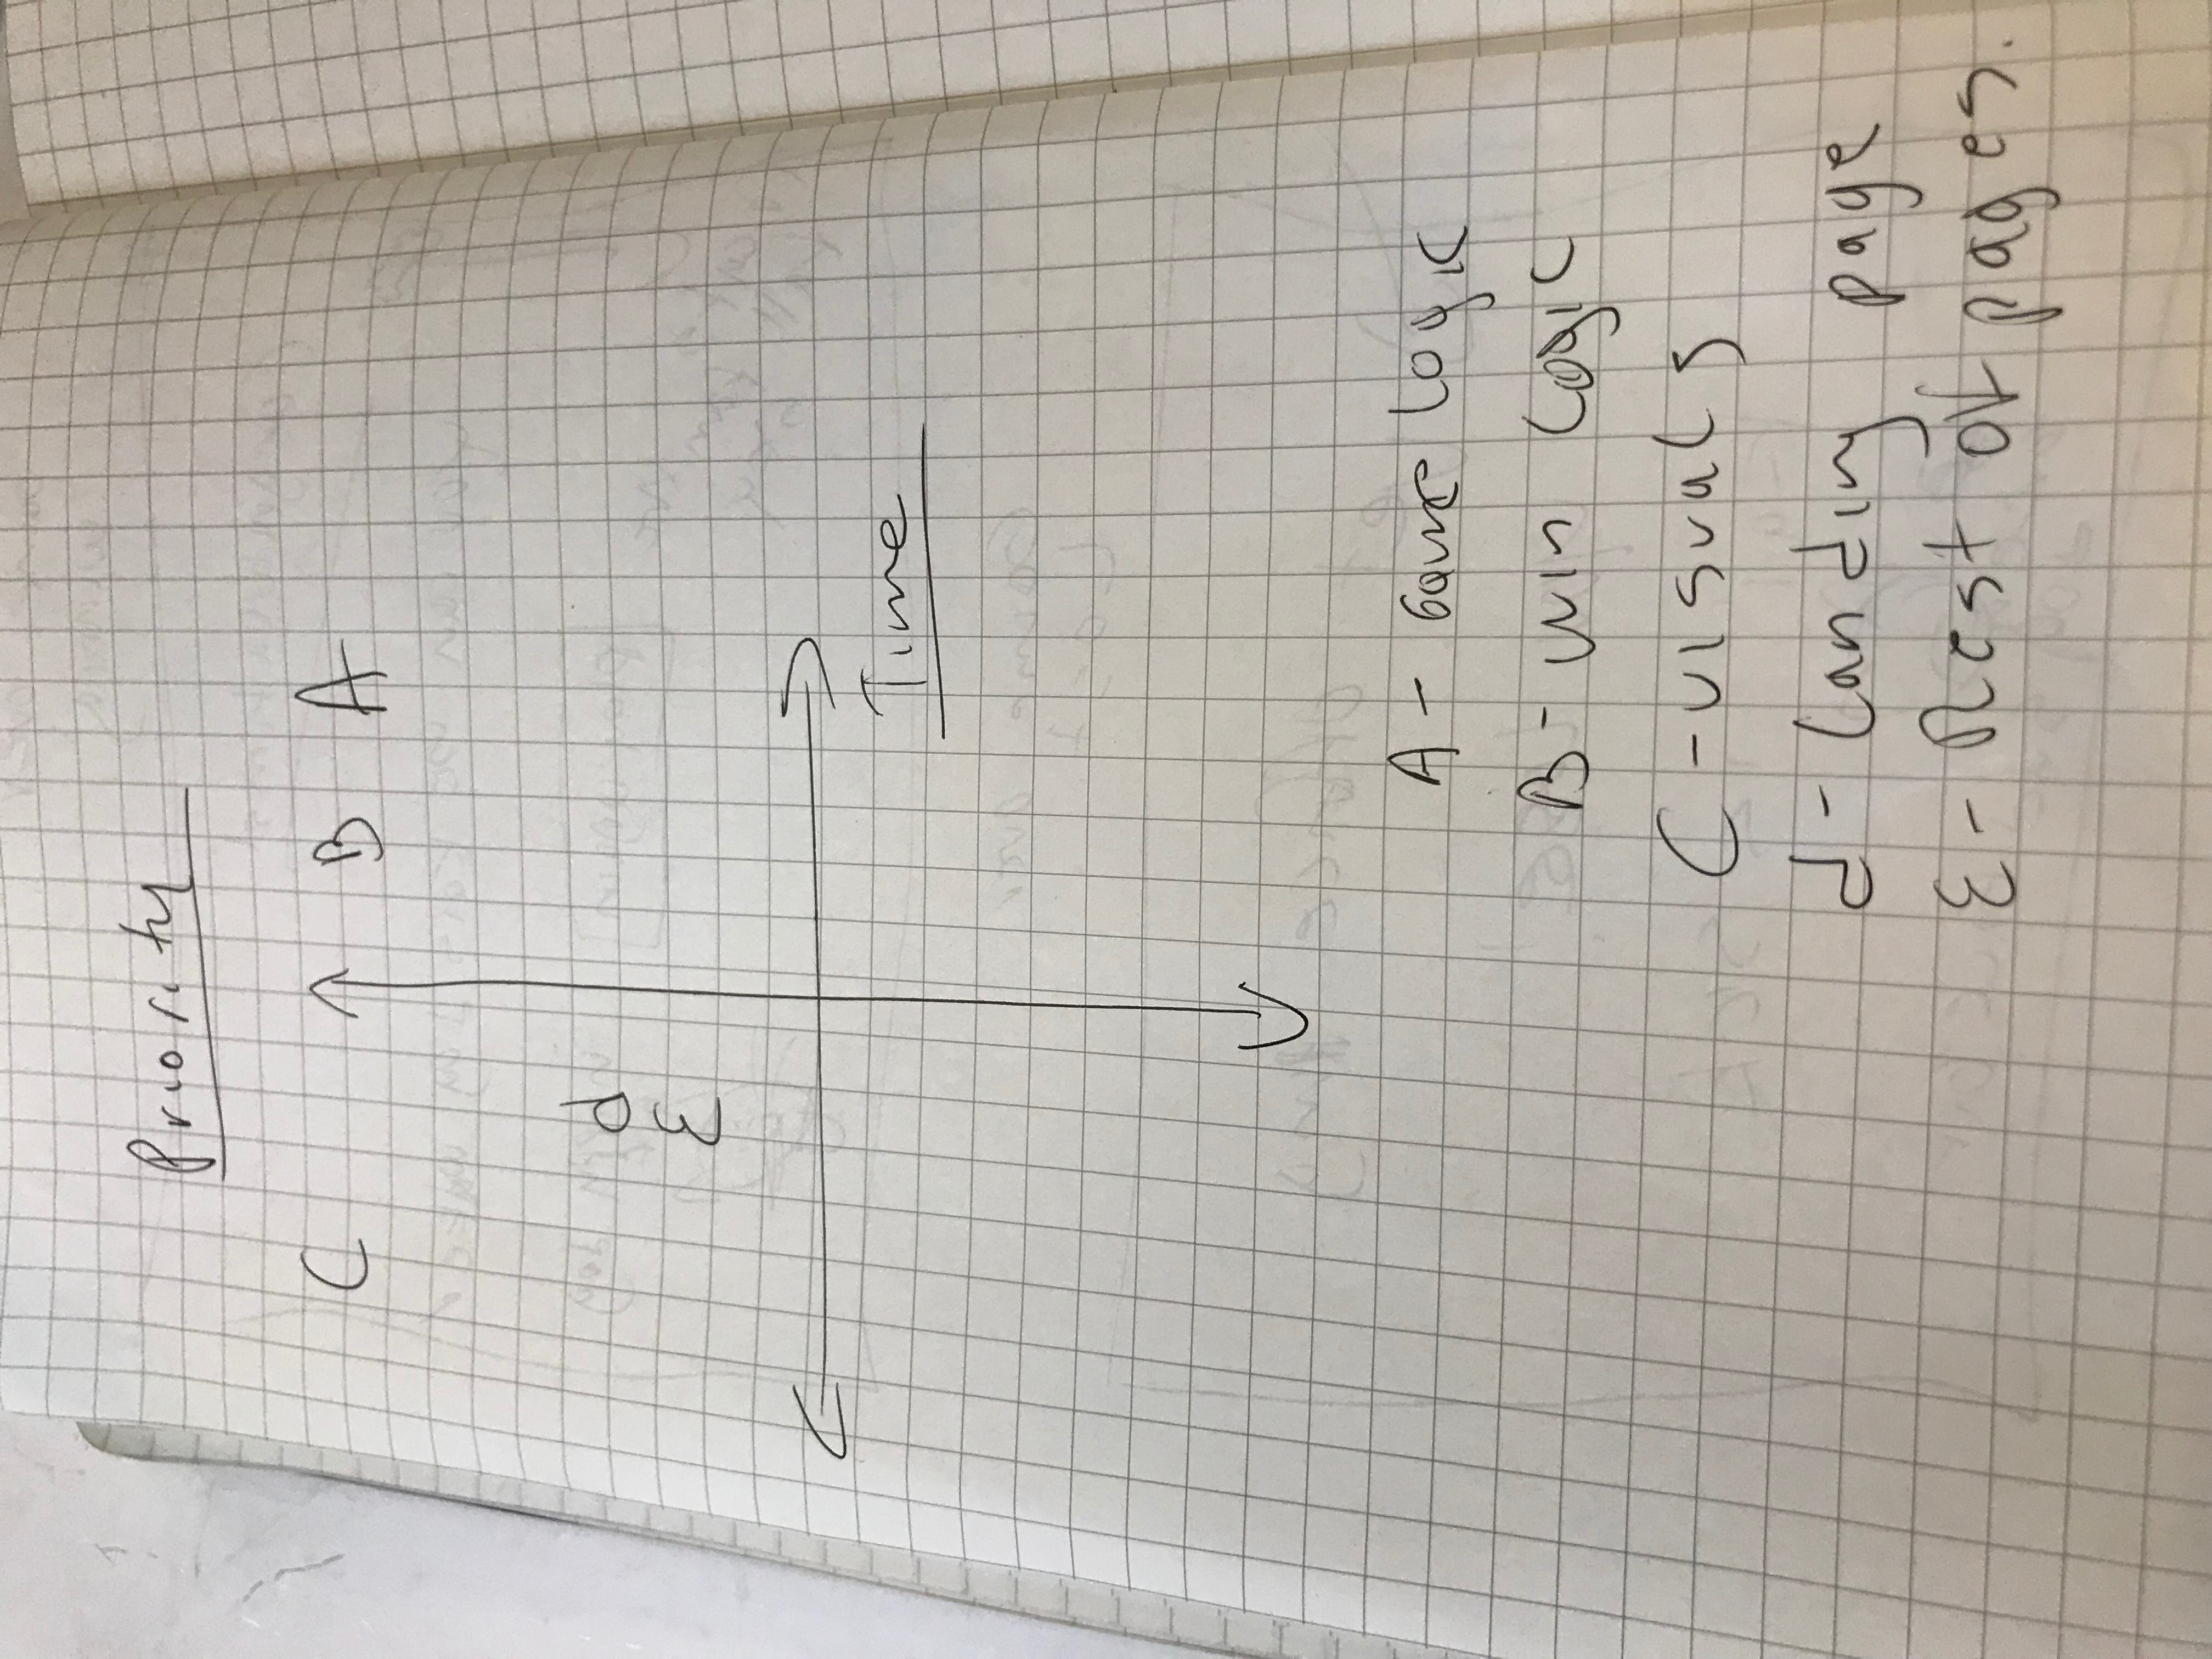 Priority
C B A
d
E
Time
A - Game logic
B - win logic
C - visuals
d - Landing page
E - Rest of pages.